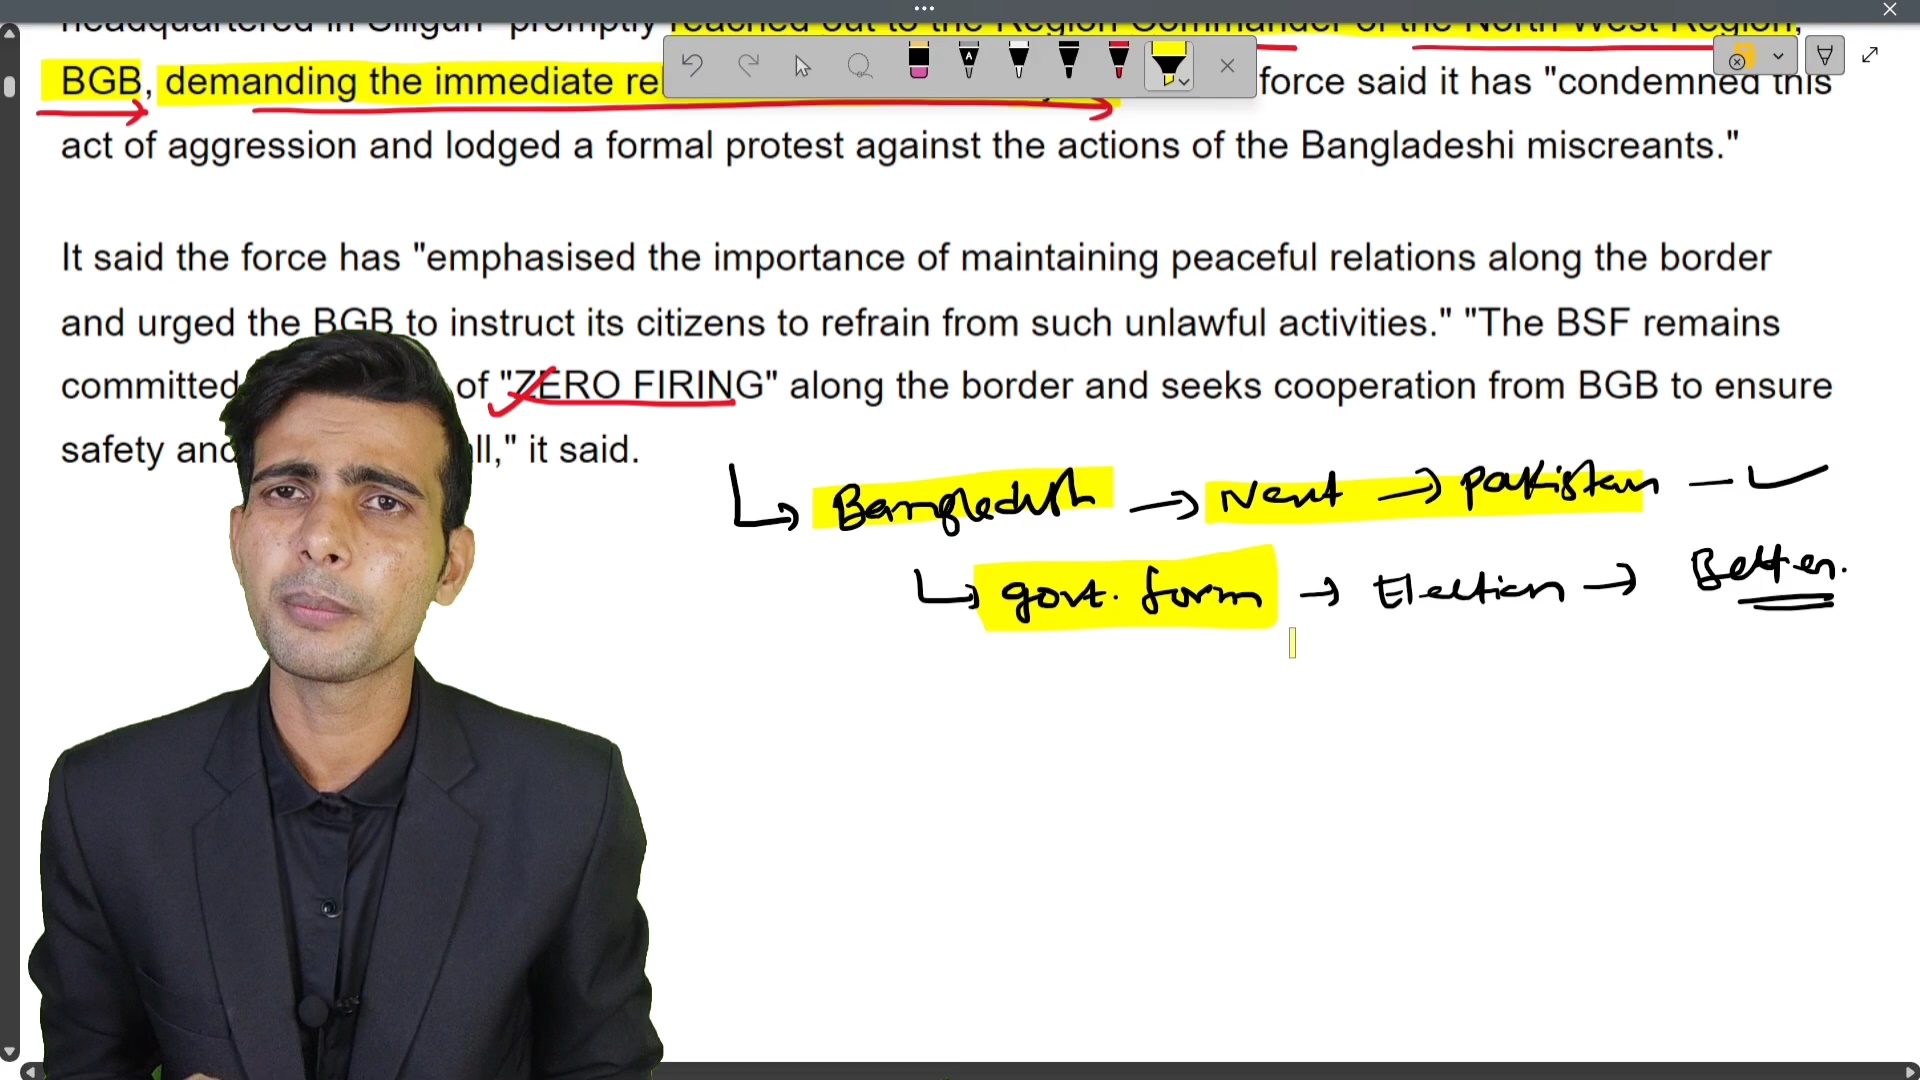 BGB, demanding the immediate force said it has "condemned this
act of aggression and lodged a formal protest against the actions of the Bangladeshi miscreants."
It said the force has "emphasised the importance of maintaining peaceful relations along the border
and urged the BGB to instruct its citizens to refrain from such unlawful activities." "The BSF remains
committed of "ZERO FIRING" along the border and seeks cooperation from BGB to ensure
safety it said.
Bangledesh → Next → Pakistan
govt. form → Election → Better.